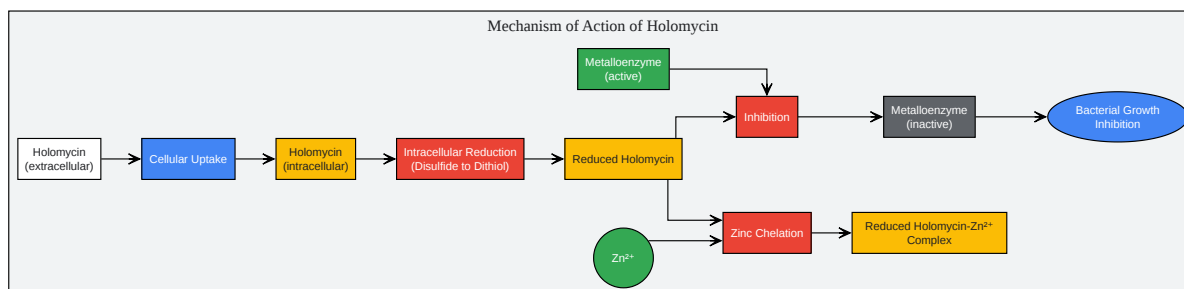 Mechanism of Action of Holomycin
Metalloenzyme
(active)
Inhibition
Metalloenzyme
(inactive)
Bacterial Growth
Inhibition
Holomycin
(extracellular)
Cellular Uptake
Holomycin
(intracellular)
Intracellular Reduction
(Disulfide to Dithiol)
Reduced Holomycin
Zn²⁺
Zinc Chelation
Reduced Holomycin-Zn²⁺
Complex